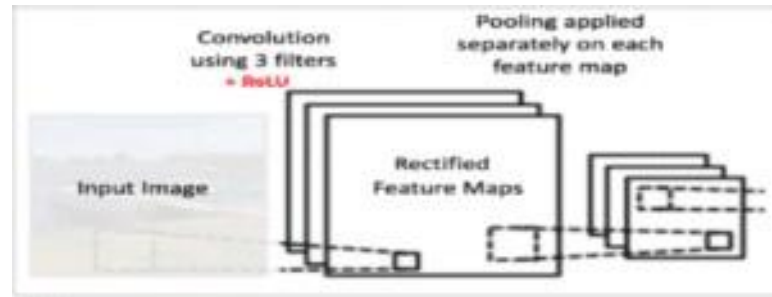 Convolution
using 3 filters
+ ReLU
Pooling applied
separately on each
feature map
Input Image
Rectified
Feature Maps